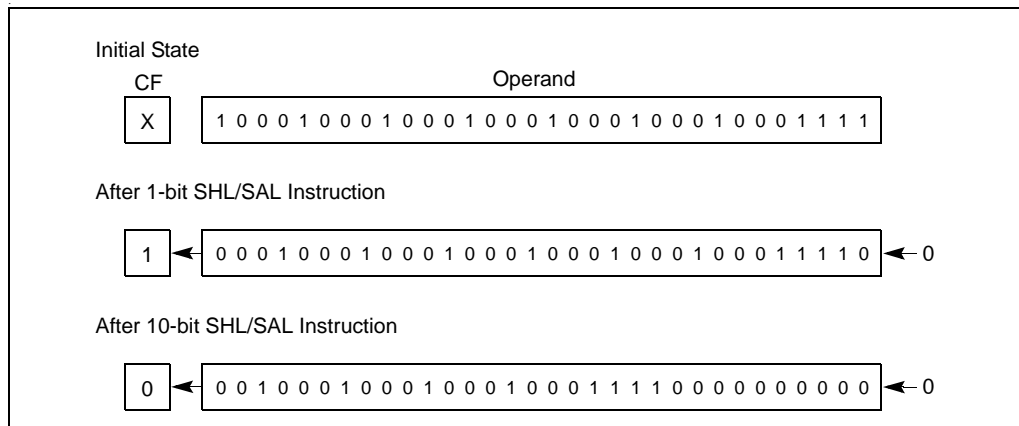 Initial State
CF Operand
X 1 0 0 0 1 0 0 0 1 0 0 0 1 0 0 0 1 0 0 0 1 0 0 0 1 0 0 0 1 1 1 1
After 1-bit SHL/SAL Instruction
1 0 0 0 1 0 0 0 1 0 0 0 1 0 0 0 1 0 0 0 1 0 0 0 1 0 0 0 1 1 1 1 0 0
After 10-bit SHL/SAL Instruction
0 0 0 1 0 0 0 1 0 0 0 1 0 0 0 1 0 0 0 1 1 1 1 0 0 0 0 0 0 0 0 0 0 0